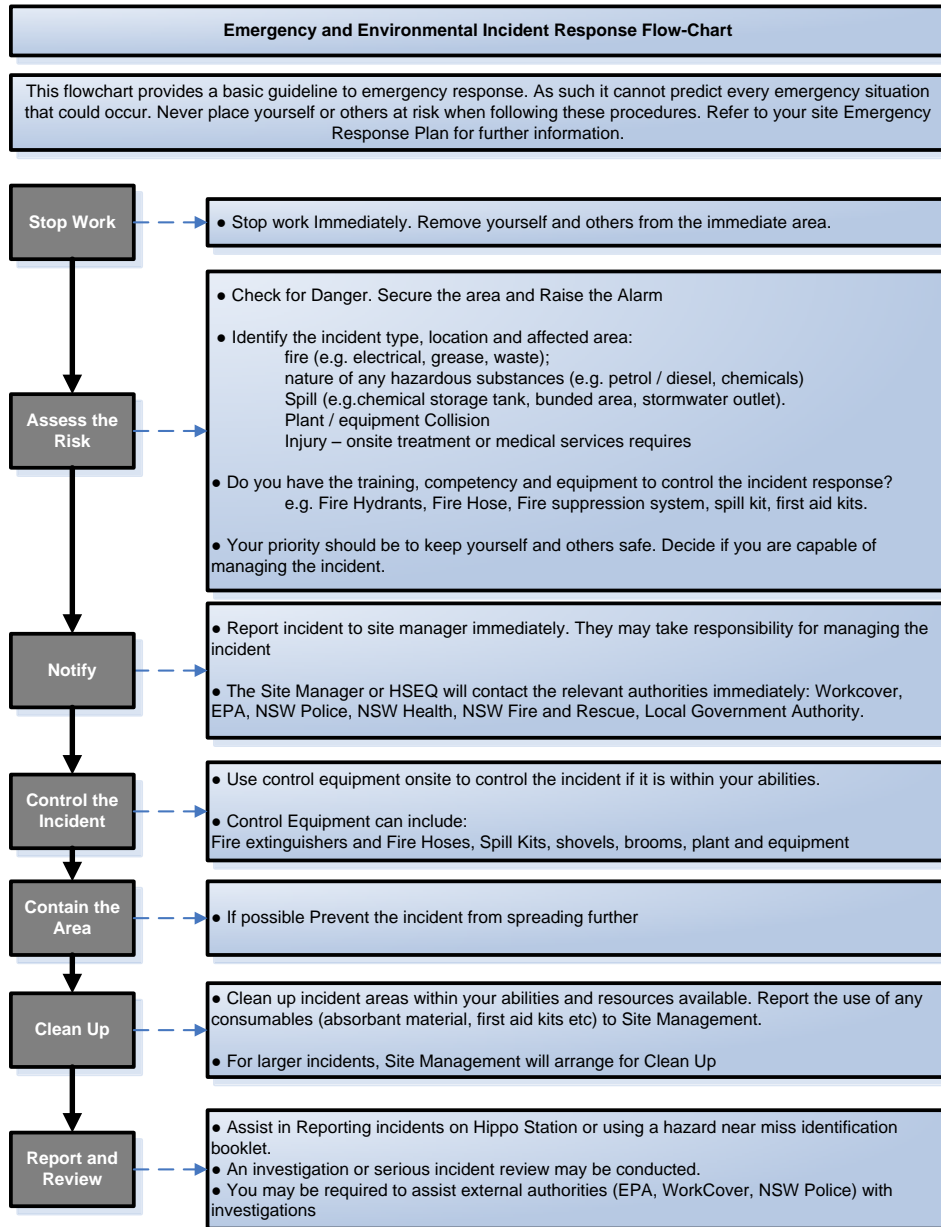 Emergency and Environmental Incident Response Flow-Chart
This flowchart provides a basic guideline to emergency response. As such it cannot predict every emergency situation
that could occur. Never place yourself or others at risk when following these procedures. Refer to your site Emergency
Response Plan for further information.
Stop Work
● Stop work Immediately. Remove yourself and others from the immediate area.
Assess the
Risk
● Check for Danger. Secure the area and Raise the Alarm
● Identify the incident type, location and affected area:
fire (e.g. electrical, grease, waste);
nature of any hazardous substances (e.g. petrol / diesel, chemicals)
Spill (e.g.chemical storage tank, bunded area, stormwater outlet).
Plant / equipment Collision
Injury – onsite treatment or medical services requires
● Do you have the training, competency and equipment to control the incident response?
e.g. Fire Hydrants, Fire Hose, Fire suppression system, spill kit, first aid kits.
● Your priority should be to keep yourself and others safe. Decide if you are capable of
managing the incident.
Notify
● Report incident to site manager immediately. They may take responsibility for managing the
incident
● The Site Manager or HSEQ will contact the relevant authorities immediately: Workcover,
EPA, NSW Police, NSW Health, NSW Fire and Rescue, Local Government Authority.
Control the
Incident
● Use control equipment onsite to control the incident if it is within your abilities.
● Control Equipment can include:
Fire extinguishers and Fire Hoses, Spill Kits, shovels, brooms, plant and equipment
Contain the
Area
● If possible Prevent the incident from spreading further
Clean Up
● Clean up incident areas within your abilities and resources available. Report the use of any
consumables (absorbant material, first aid kits etc) to Site Management.
● For larger incidents, Site Management will arrange for Clean Up
Report and
Review
● Assist in Reporting incidents on Hippo Station or using a hazard near miss identification
booklet.
● An investigation or serious incident review may be conducted.
● You may be required to assist external authorities (EPA, WorkCover, NSW Police) with
investigations